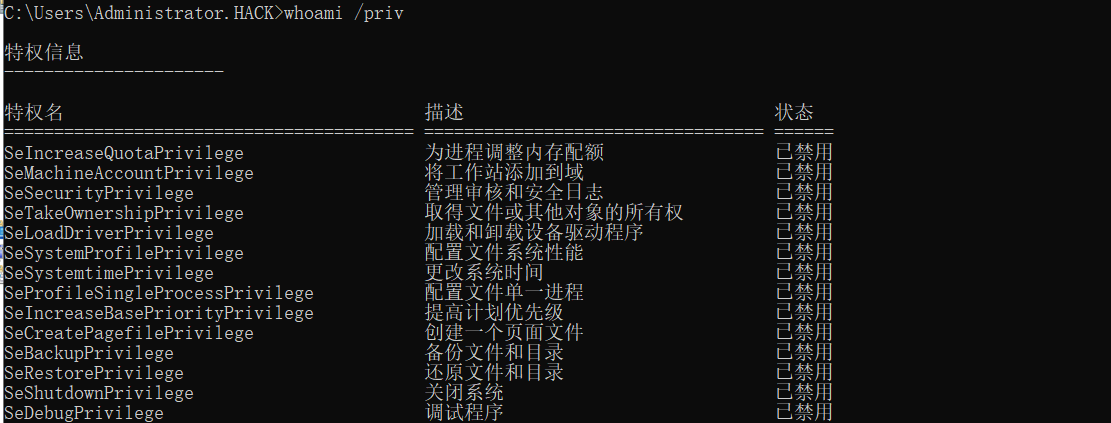 C:\Users\Administrator.HACK>whoami /priv
特权信息
----------------------
特权名 描述 状态
========================================= ================================== ======
SeIncreaseQuotaPrivilege 为进程调整内存配额 已禁用
SeMachineAccountPrivilege 将工作站添加到域 已禁用
SeSecurityPrivilege 管理审核和安全日志 已禁用
SeTakeOwnershipPrivilege 取得文件或其他对象的所有权 已禁用
SeLoadDriverPrivilege 加载和卸载设备驱动程序 已禁用
SeSystemProfilePrivilege 配置文件系统性能 已禁用
SeSystemtimePrivilege 更改系统时间 已禁用
SeProfileSingleProcessPrivilege 配置文件单一进程 已禁用
SeIncreaseBasePriorityPrivilege 提高计划优先级 已禁用
SeCreatePagefilePrivilege 创建一个页面文件 已禁用
SeBackupPrivilege 备份文件和目录 已禁用
SeRestorePrivilege 还原文件和目录 已禁用
SeShutdownPrivilege 关闭系统 已禁用
SeDebugPrivilege 调试程序 已禁用